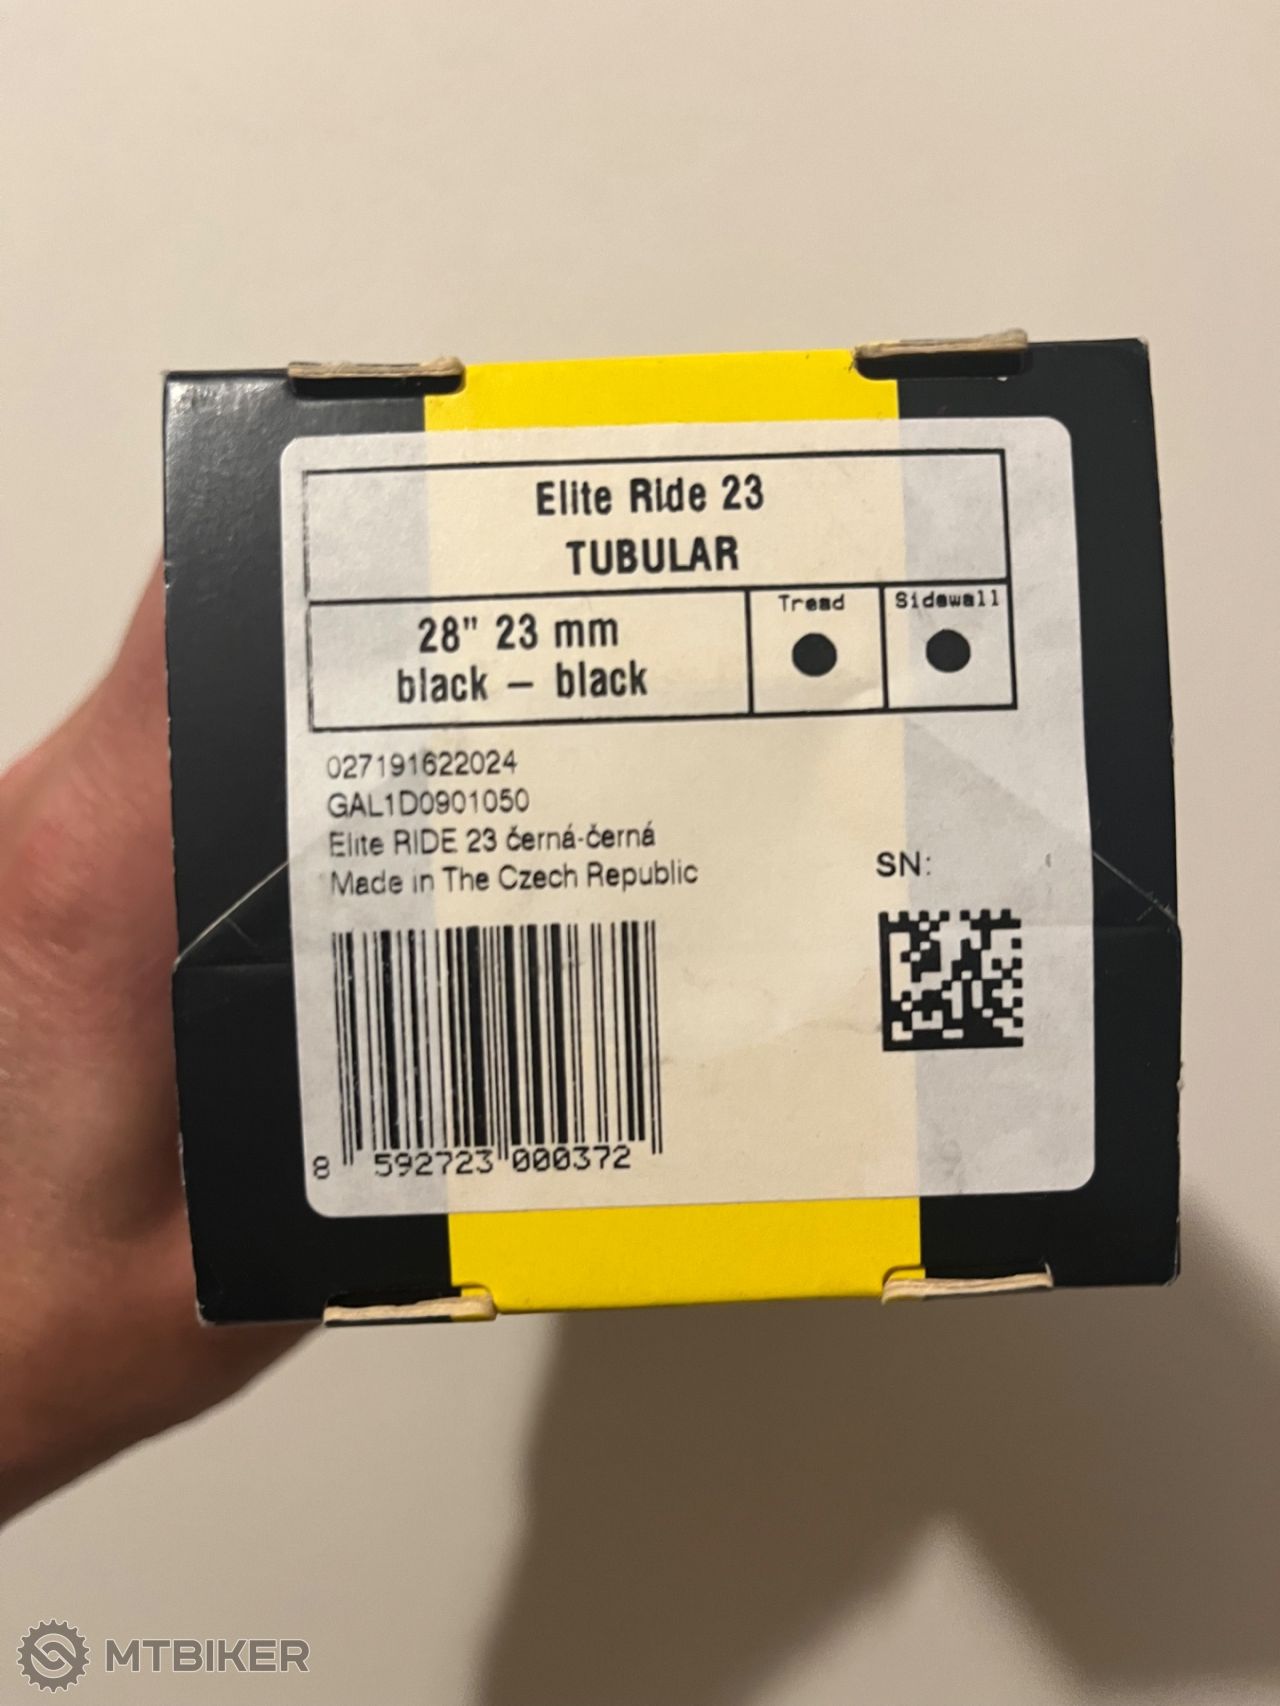 Elite Ride 23
TUBULAR
28" 23 mm
black – black
Tread
Sidewall
027191622024
GAL1D0901050
Elite RIDE 23 černá-černá
Made in The Czech Republic
SN:
8 592723 000372
MTBIKER